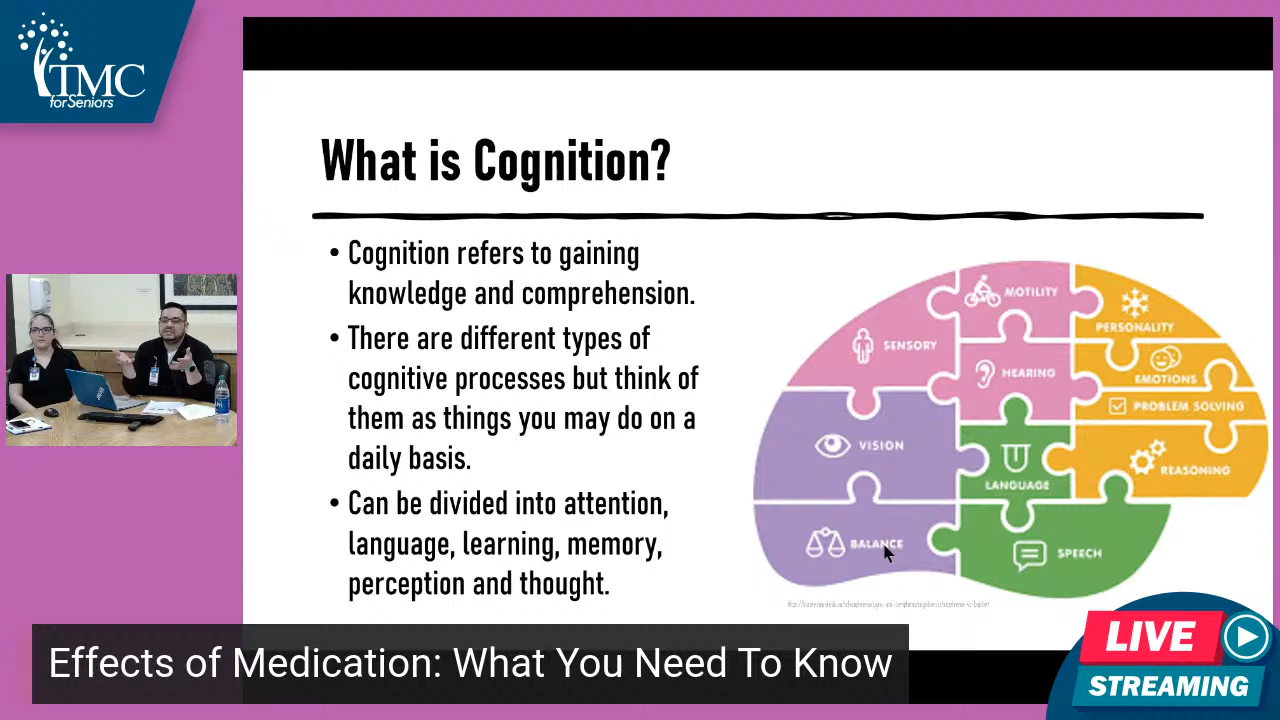 TMC
for Seniors
What is Cognition?
• Cognition refers to gaining
knowledge and comprehension.
• There are different types of
cognitive processes but think of
them as things you may do on a
daily basis.
• Can be divided into attention,
language, learning, memory,
perception and thought.
MOTILITY
PERSONALITY
SENSORY
HEARING
EMOTIONS
PROBLEM SOLVING
VISION
LANGUAGE
REASONING
BALANCE
SPEECH
Effects of Medication: What You Need To Know
LIVE
STREAMING